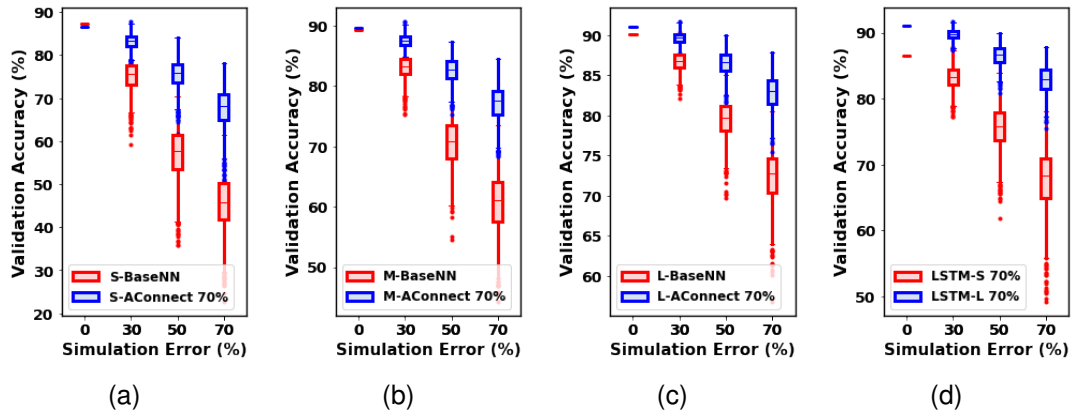 Validation Accuracy (%)
90
80
70
60
50
40
30
20
S-BaseNN
S-AConnect 70%
0 30 50 70
Simulation Error (%)
(a)
Validation Accuracy (%)
90
80
70
60
50
M-BaseNN
M-AConnect 70%
0 30 50 70
Simulation Error (%)
(b)
Validation Accuracy (%)
90
85
80
75
70
65
60
L-BaseNN
L-AConnect 70%
0 30 50 70
Simulation Error (%)
(c)
Validation Accuracy (%)
90
80
70
60
50
LSTM-S 70%
LSTM-L 70%
0 30 50 70
Simulation Error (%)
(d)